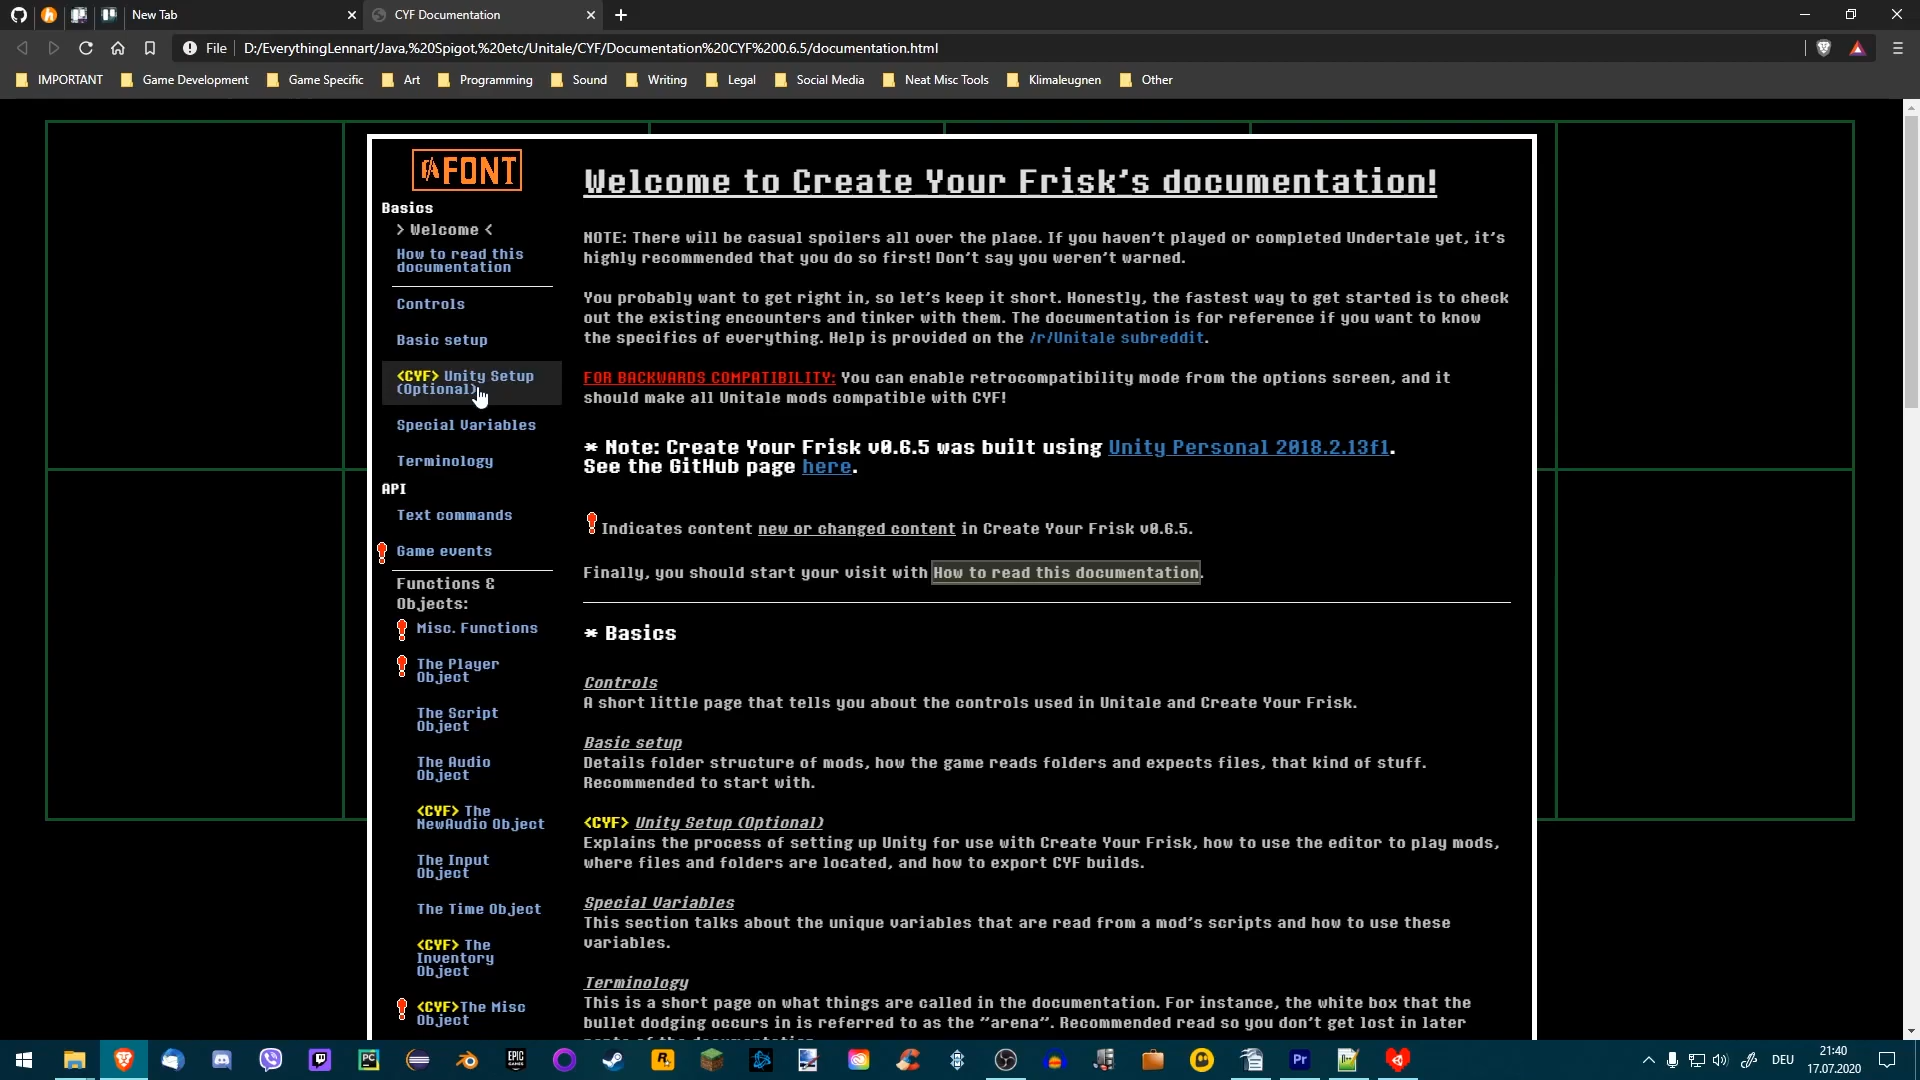 New Tab
CYF Documentation
File D:/EverythingLennart/Java,%20Spigot,%20etc/Unitale/CYF/Documentation%20CYF%200.6.5/documentation.html
IMPORTANT Game Development Game Specific Art Programming Sound Writing Legal Social Media Neat Misc Tools Klimaleugnen Other
AFONT
Basics
> Welcome <
How to read this
documentation
Controls
Basic setup
<CYF> Unity Setup
(Optional)
Special Variables
Terminology
API
Text commands
Game events
Functions &
Objects:
Misc. Functions
The Player
Object
The Script
Object
The Audio
Object
<CYF> The
NewAudio Object
The Input
Object
The Time Object
<CYF> The
Inventory
Object
<CYF>The Misc
Object
Welcome to Create Your Frisk's documentation!
NOTE: There will be casual spoilers all over the place. If you haven't played or completed Undertale yet, it's
highly recommended that you do so first! Don't say you weren't warned.
You probably want to get right in, so let's keep it short. Honestly, the fastest way to get started is to check
out the existing encounters and tinker with them. The documentation is for reference if you want to know
the specifics of everything. Help is provided on the /r/Unitale subreddit.
FOR BACKWARDS COMPATIBILITY: You can enable retrocompatibility mode from the options screen, and it
should make all Unitale mods compatible with CYF!
* Note: Create Your Frisk v0.6.5 was built using Unity Personal 2018.2.13f1.
See the GitHub page here.
Indicates content new or changed content in Create Your Frisk v0.6.5.
Finally, you should start your visit with How to read this documentation.
* Basics
Controls
A short little page that tells you about the controls used in Unitale and Create Your Frisk.
Basic setup
Details folder structure of mods, how the game reads folders and expects files, that kind of stuff.
Recommended to start with.
<CYF> Unity Setup (Optional)
Explains the process of setting up Unity for use with Create Your Frisk, how to use the editor to play mods,
where files and folders are located, and how to export CYF builds.
Special Variables
This section talks about the unique variables that are read from a mod's scripts and how to use these
variables.
Terminology
This is a short page on what things are called in the documentation. For instance, the white box that the
bullet dodging occurs in is referred to as the "arena". Recommended read so you don't get lost in later
parts of the documentation.
DEU
21:40
17.07.2020